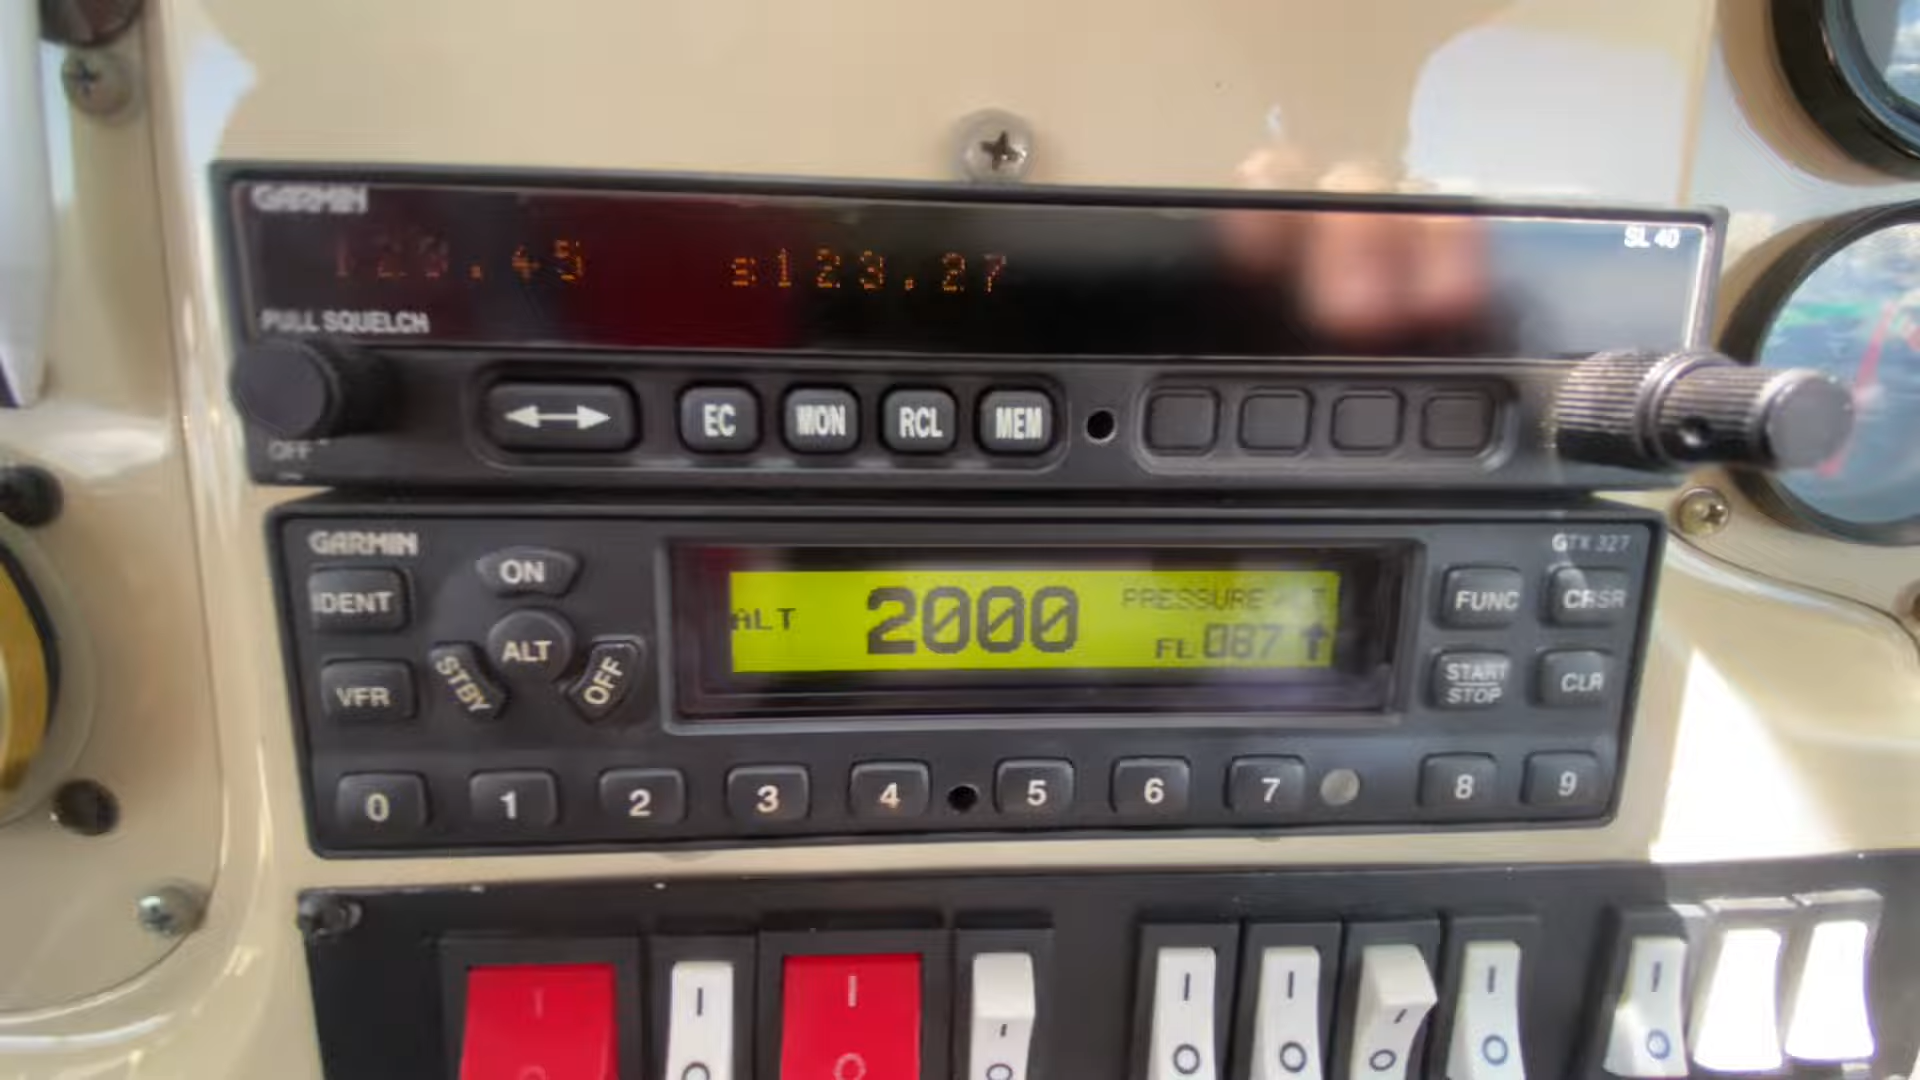 GARMIN
SL 40
123.45 s123.27
PULL SQUELCH
OFF
EC MON RCL MEM
GARMIN
GTX 327
IDENT ON
ALT
STBY OFF
VFR
ALT 2000 PRESSURE
FL 087 ↑
FUNC CRSR
START
STOP
CLR
0 1 2 3 4 5 6 7 8 9